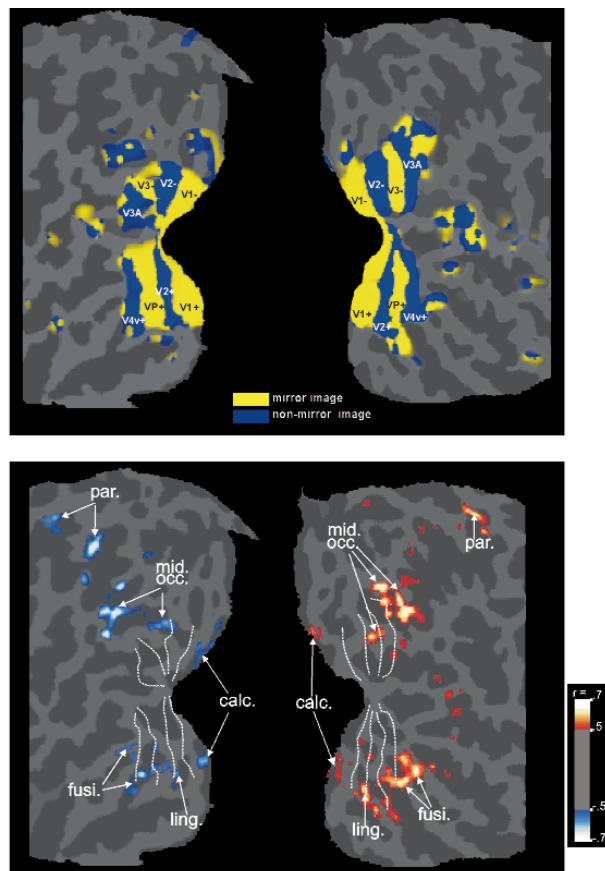 V2-
V3-
V1-
V3A
V2+
VP+
V1+
V4v+
V3A
V2-
V3-
V1-
V1+
VP+
V4v+
V2+
mirror image
non-mirror image
par.
mid.
occ.
calc.
fusi.
ling.
mid.
occ.
par.
calc.
ling.
fusi.
r =
.7
.5
-.5
-.7